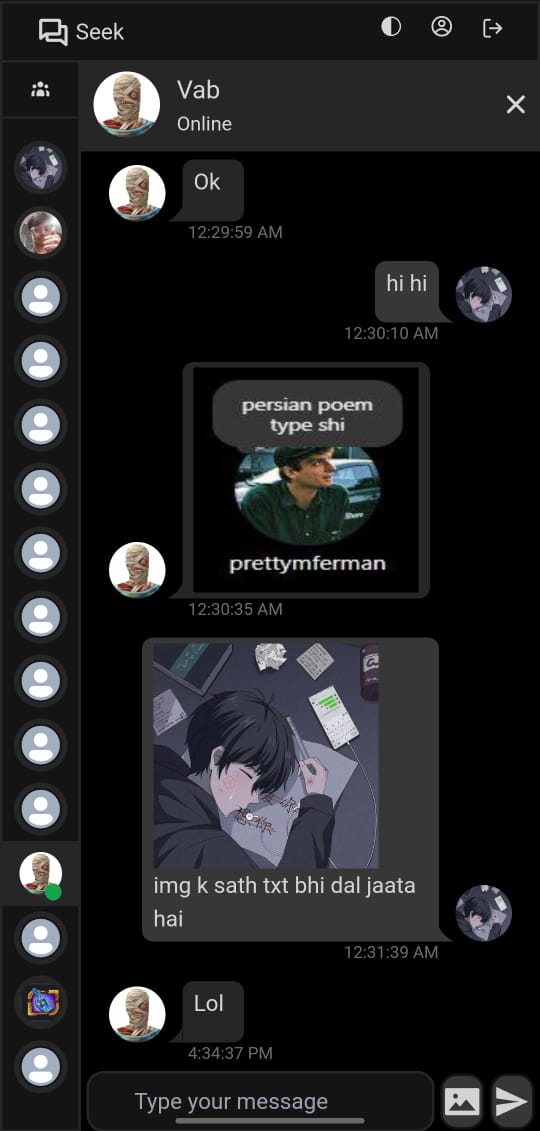 Seek
Vab
Online
Ok
12:29:59 AM
hi hi
12:30:10 AM
persian poem
type shi
prettymferman
12:30:35 AM
img k sath txt bhi dal jaata
hai
12:31:39 AM
Lol
4:34:37 PM
Type your message